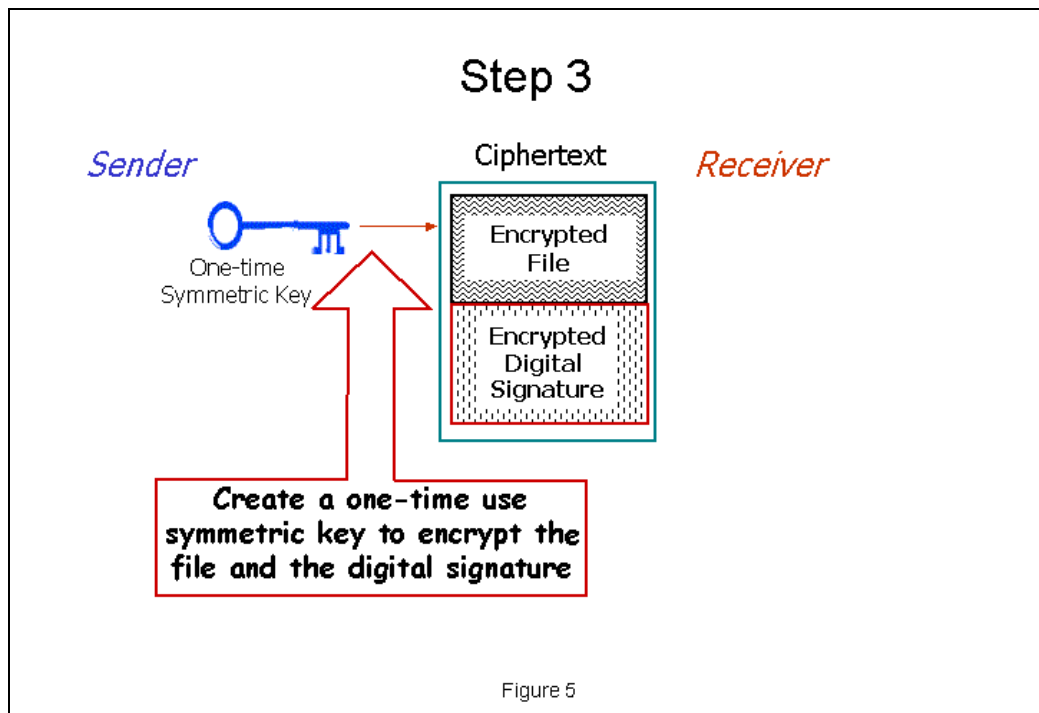 Step 3
Sender
Ciphertext
Receiver
One-time
Symmetric Key
Encrypted
File
Encrypted
Digital
Signature
Create a one-time use
symmetric key to encrypt the
file and the digital signature
Figure 5